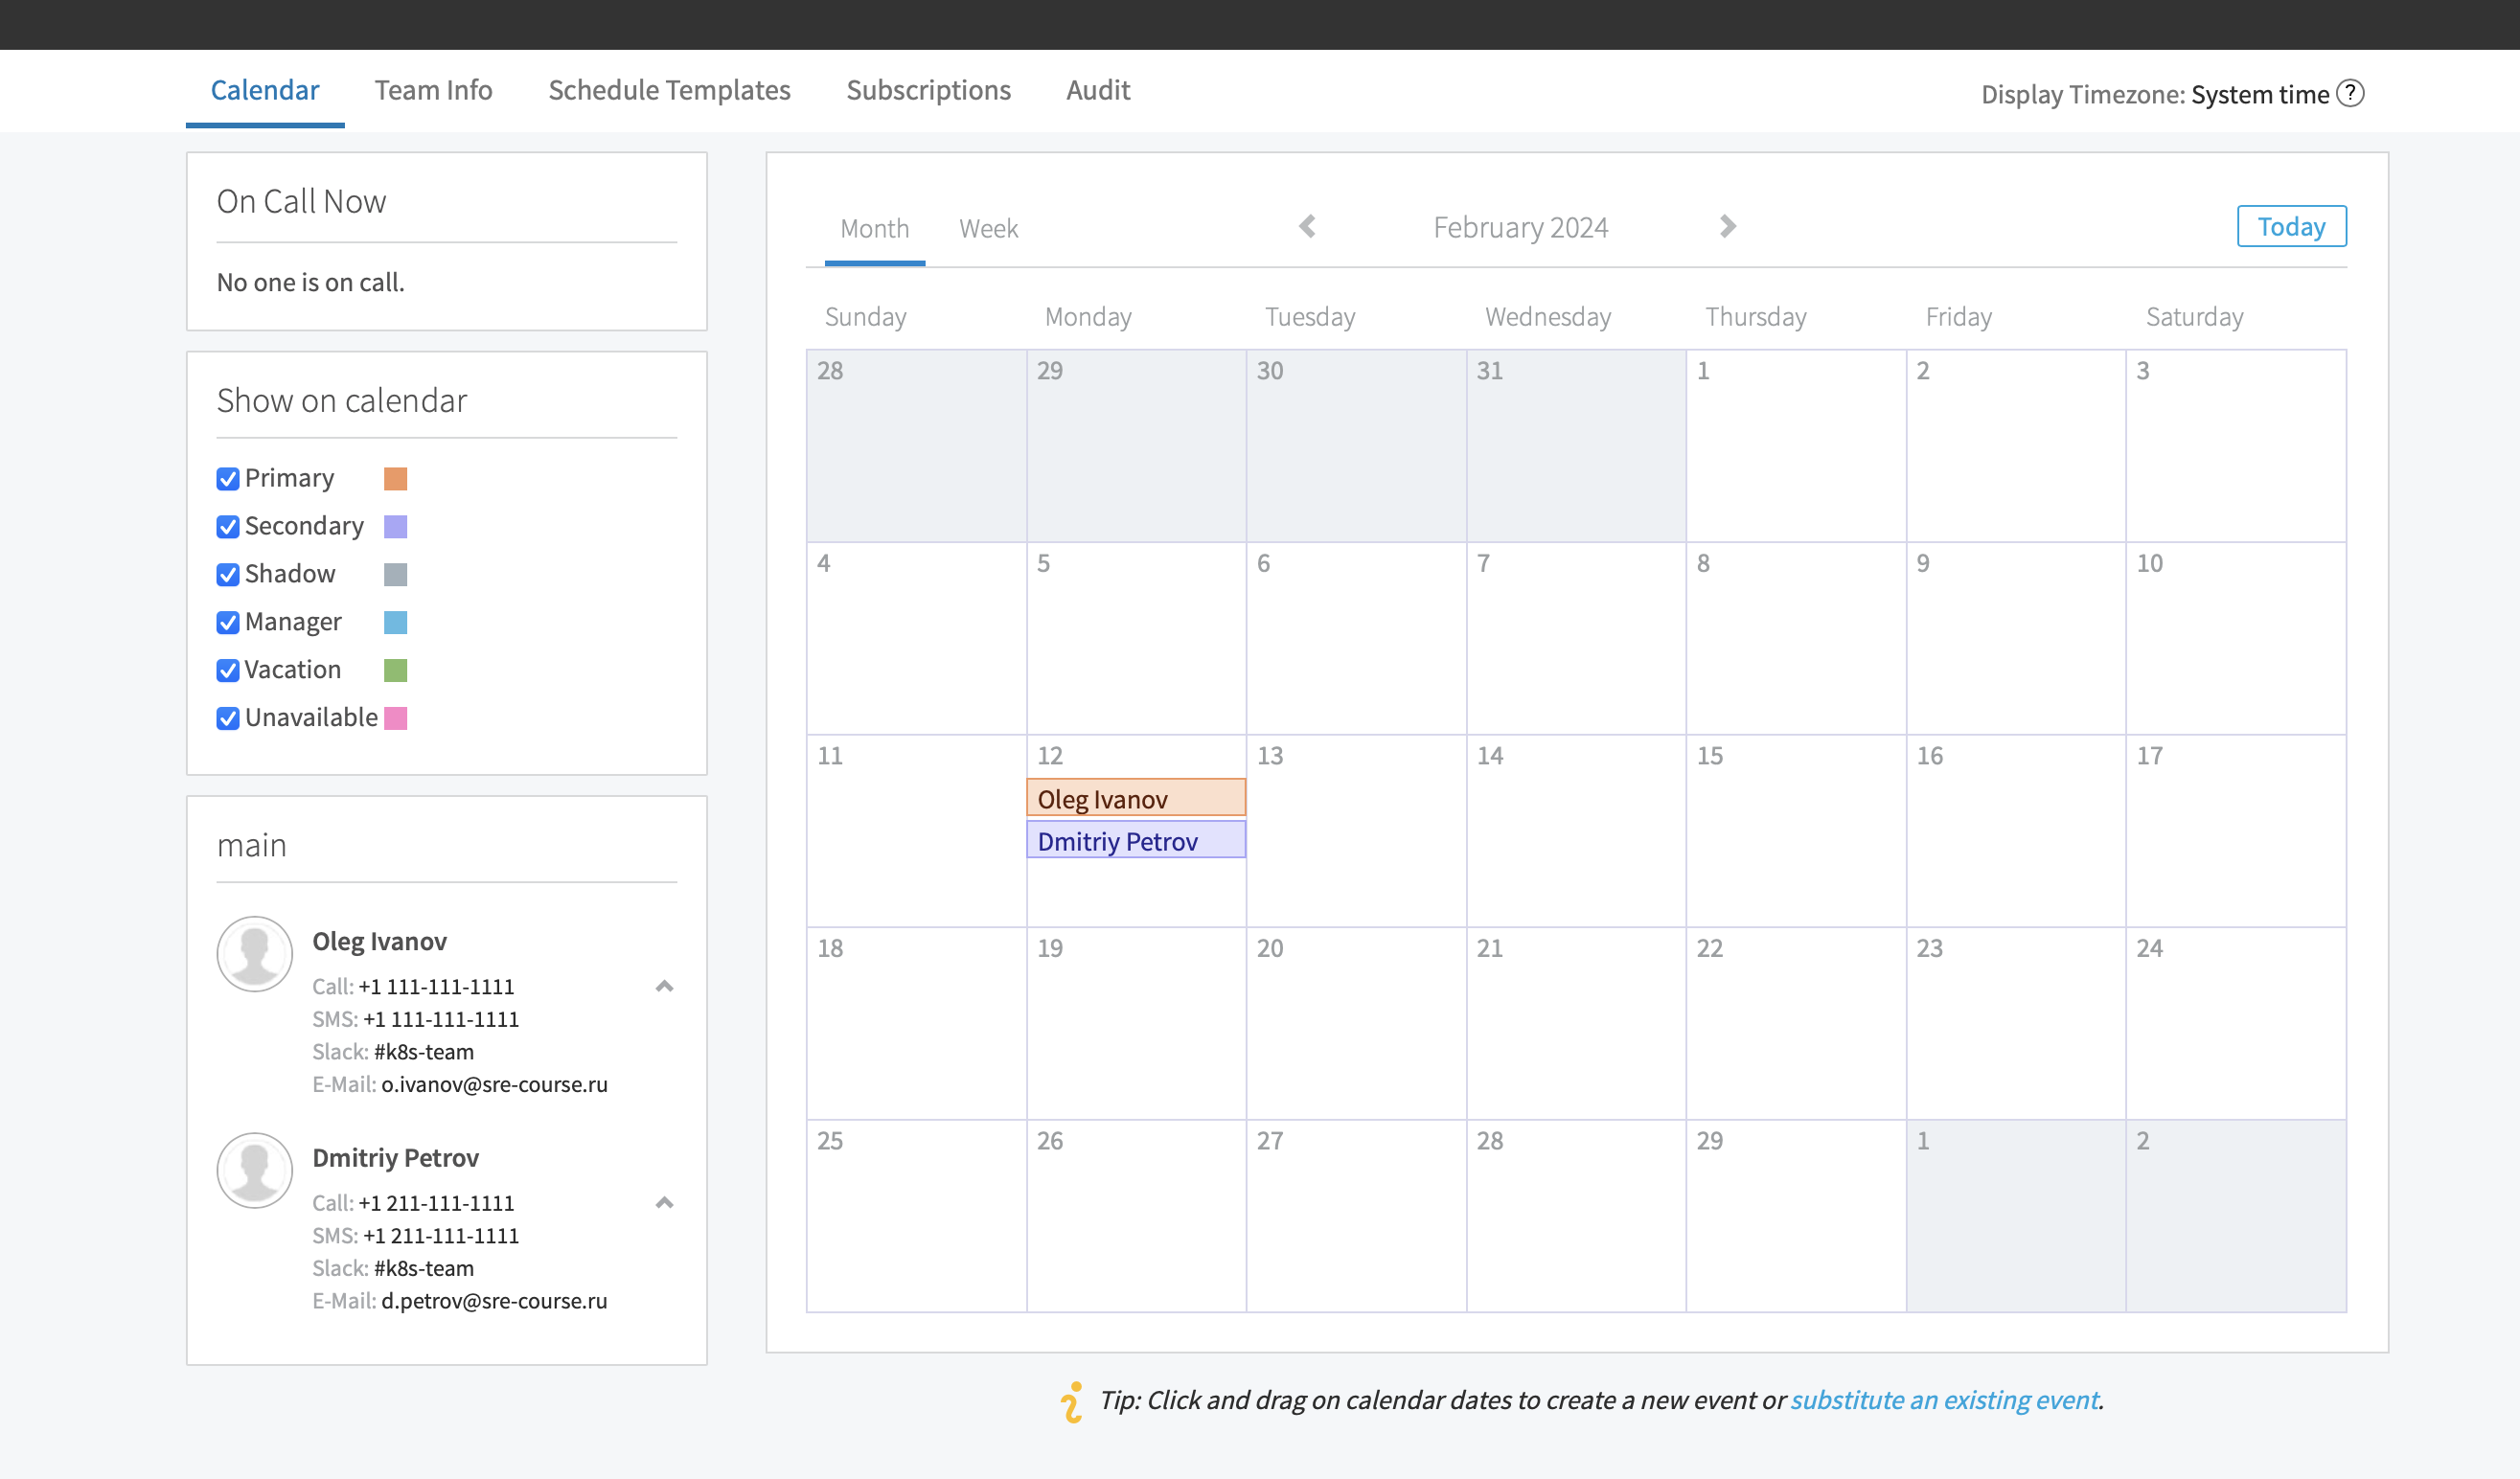 Calendar Team Info Schedule Templates Subscriptions Audit Display Timezone: System time ?
On Call Now
No one is on call.
Show on calendar
Primary
Secondary
Shadow
Manager
Vacation
Unavailable
main
Oleg Ivanov
Call: +1 111-111-1111
SMS: +1 111-111-1111
Slack: #k8s-team
E-Mail: o.ivanov@sre-course.ru
Dmitriy Petrov
Call: +1 211-111-1111
SMS: +1 211-111-1111
Slack: #k8s-team
E-Mail: d.petrov@sre-course.ru
Month Week February 2024 Today
Sunday Monday Tuesday Wednesday Thursday Friday Saturday
28 29 30 31 1 2 3
4 5 6 7 8 9 10
11 12 13 14 15 16 17
Oleg Ivanov
Dmitriy Petrov
18 19 20 21 22 23 24
25 26 27 28 29 1 2
Tip: Click and drag on calendar dates to create a new event or substitute an existing event.